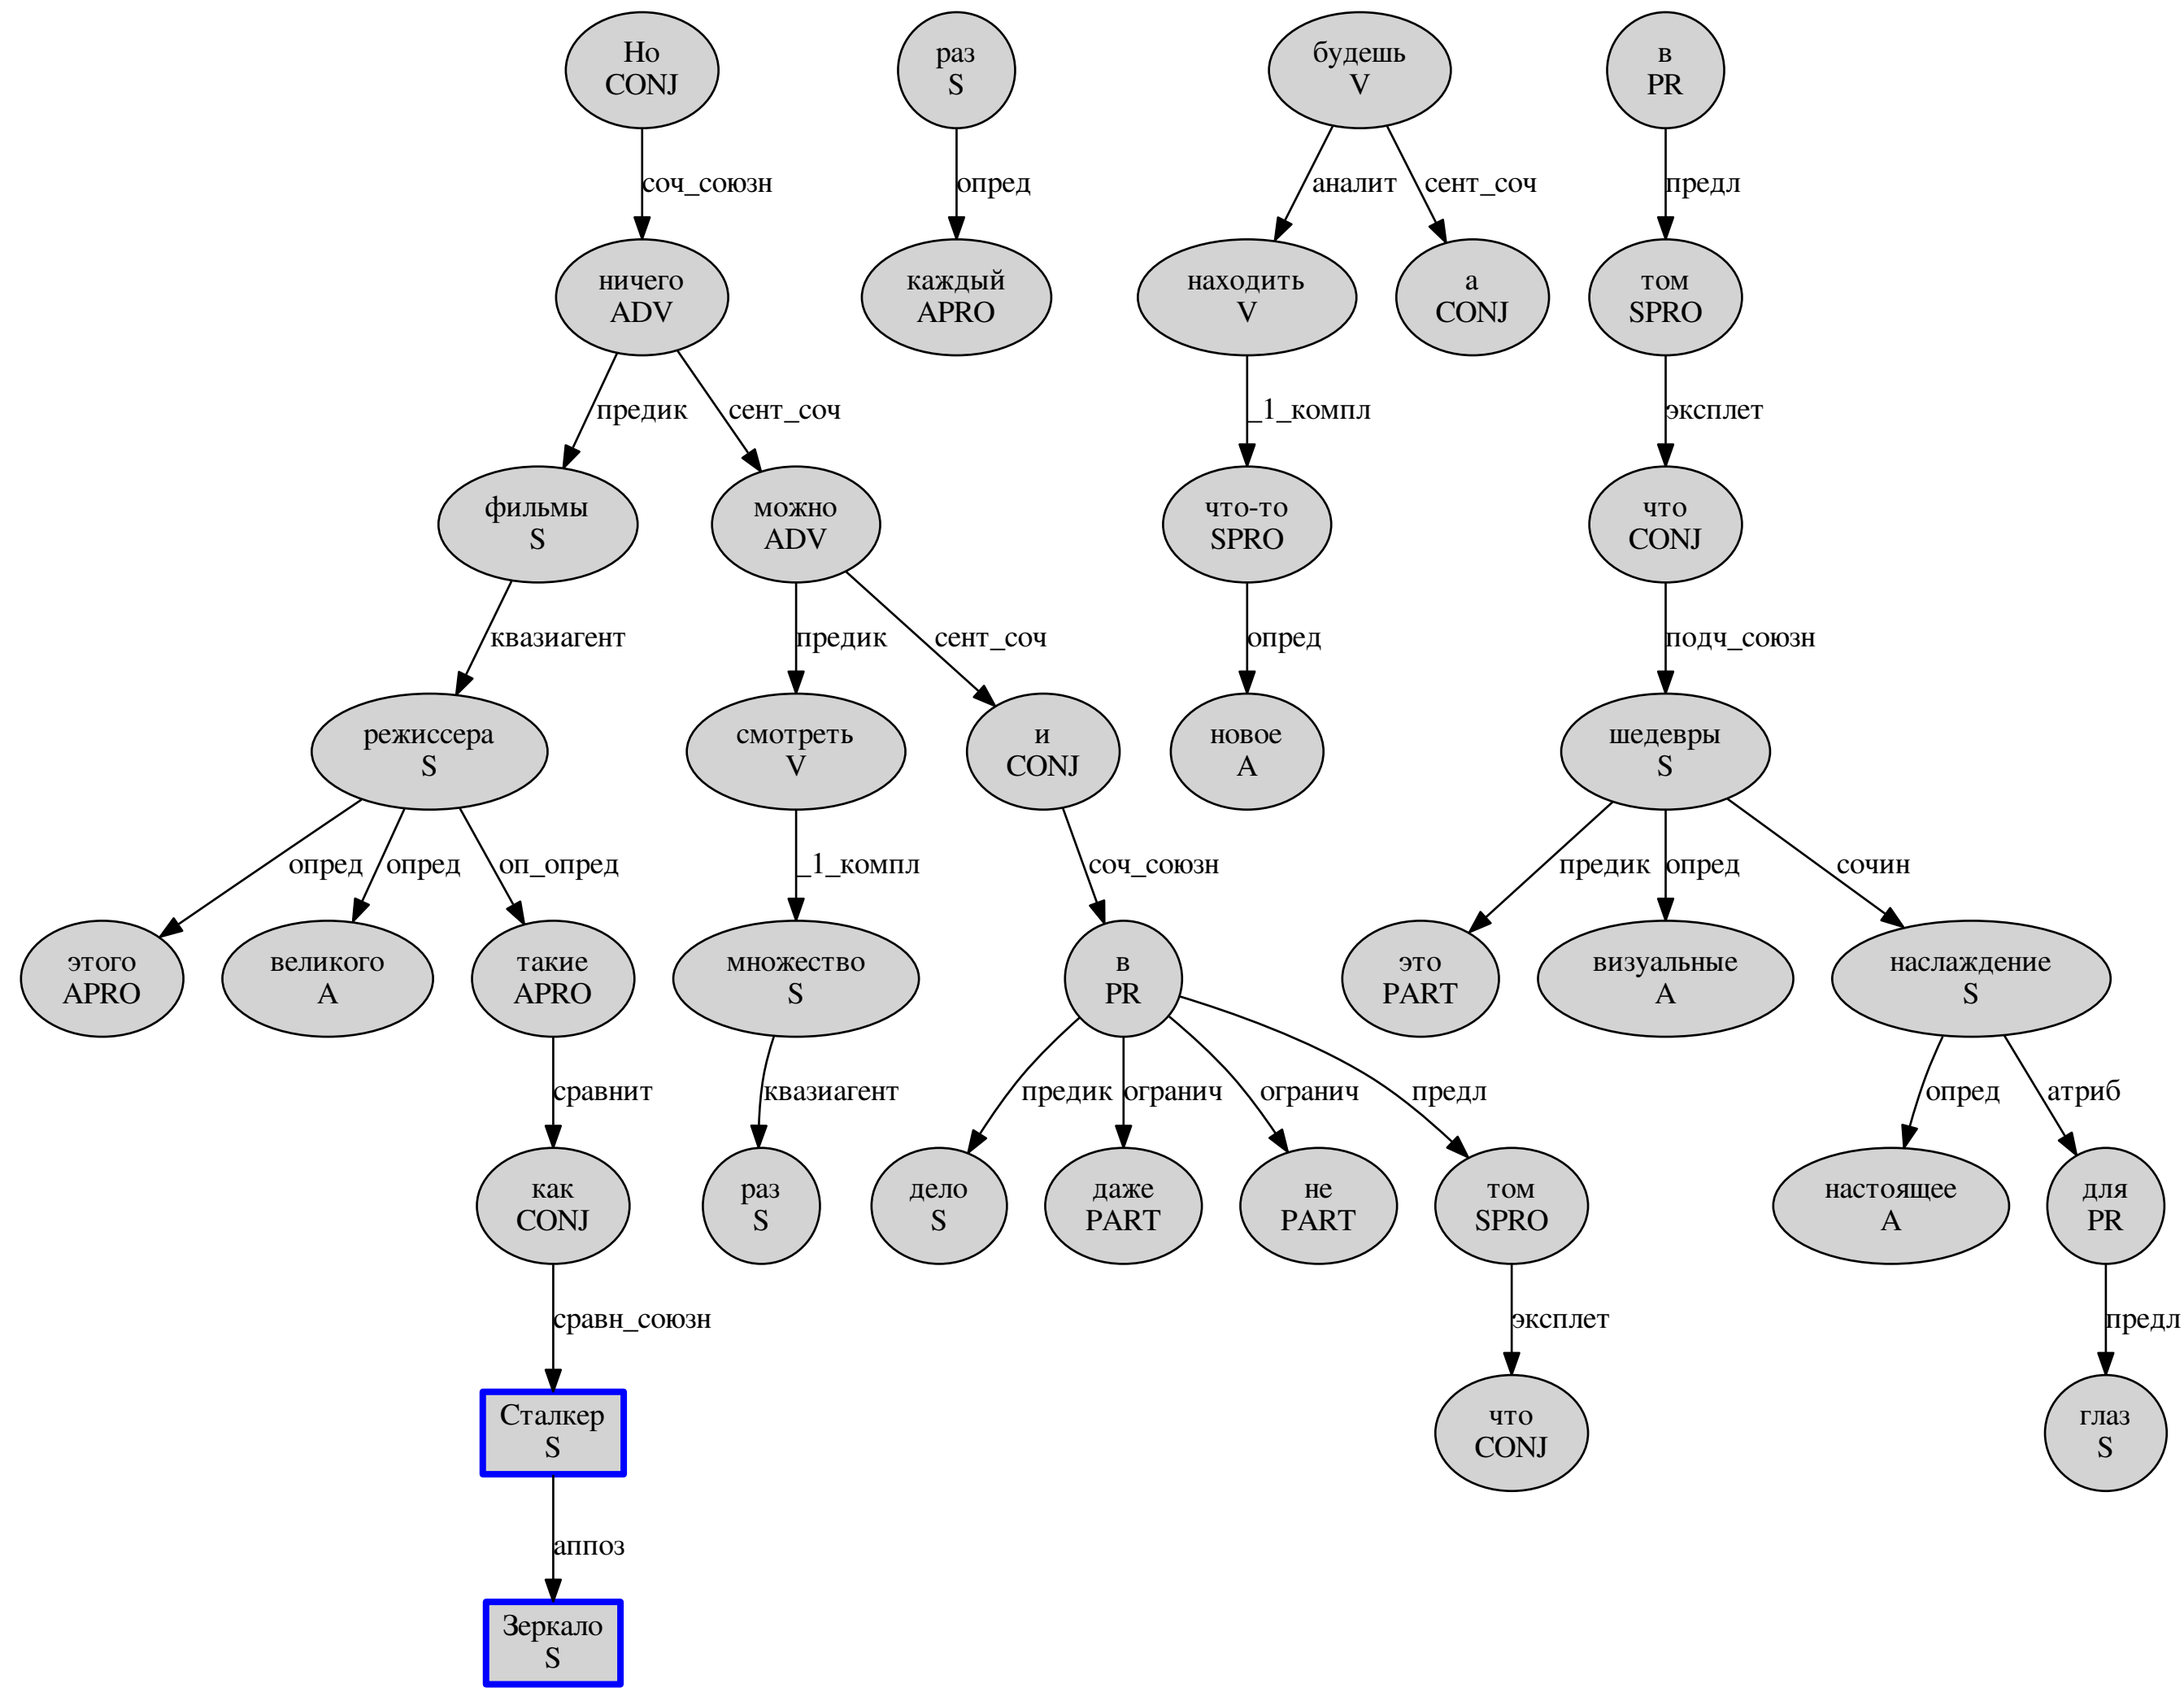 Но
CONJ
раз
S
будешь
V
в
PR
соч_союзн
опред
аналит
сент_соч
предл
ничего
ADV
каждый
APRO
находить
V
а
CONJ
том
SPRO
предик
сент_соч
_1_компл
эксплет
фильмы
S
можно
ADV
что-то
SPRO
что
CONJ
квазиагент
предик
сент_соч
опред
подч_союзн
режиссера
S
смотреть
V
и
CONJ
новое
A
шедевры
S
опред
опред
оп_опред
_1_компл
соч_союзн
предик
опред
сочин
этого
APRO
великого
A
такие
APRO
множество
S
в
PR
это
PART
визуальные
A
наслаждение
S
сравнит
квазиагент
предик
огранич
огранич
предл
опред
атриб
как
CONJ
раз
S
дело
S
даже
PART
не
PART
том
SPRO
настоящее
A
для
PR
сравн_союзн
эксплет
предл
Сталкер
S
что
CONJ
глаз
S
аппоз
Зеркало
S